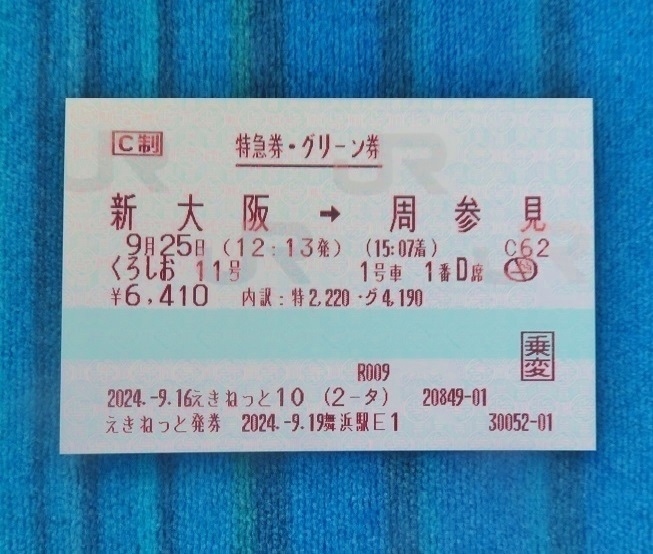 C制 特急券・グリーン券
新大阪 → 周参見
9月25日 (12:13発) (15:07着) C62
くろしお 11号 1号車 1番D席
¥6,410 内訳:特2,220・グ4,190
乗変
R009
2024.-9.16えきねっと10 (2-タ) 20849-01
えきねっと発券 2024.-9.19舞浜駅E1 30052-01